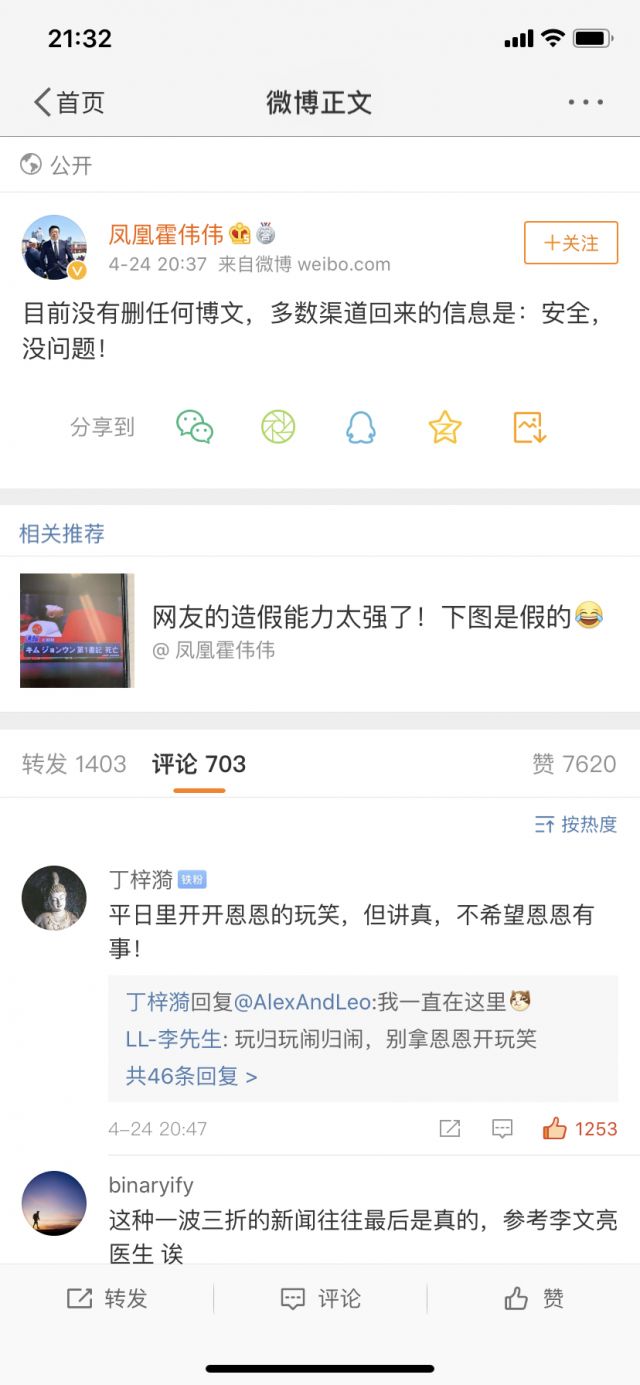 21:32
首页
微博正文
公开
凤凰霍伟伟
+关注
4-24 20:37 来自微博 weibo.com
目前没有删任何博文，多数渠道回来的信息是：安全，
没问题！
分享到
相关推荐
キム ジョンウン 第1書記 死亡
网友的造假能力太强了！下图是假的😂
@ 凤凰霍伟伟
转发 1403
评论 703
赞 7620
按热度
丁梓漪 铁粉
平日里开开恩恩的玩笑，但讲真，不希望恩恩有
事！
丁梓漪回复@AlexAndLeo:我一直在这里
LL-李先生: 玩归玩闹归闹，别拿恩恩开玩笑
共46条回复 >
4-24 20:47
1253
binaryify
这种一波三折的新闻往往最后是真的，参考李文亮
医生 诶
转发
评论
赞